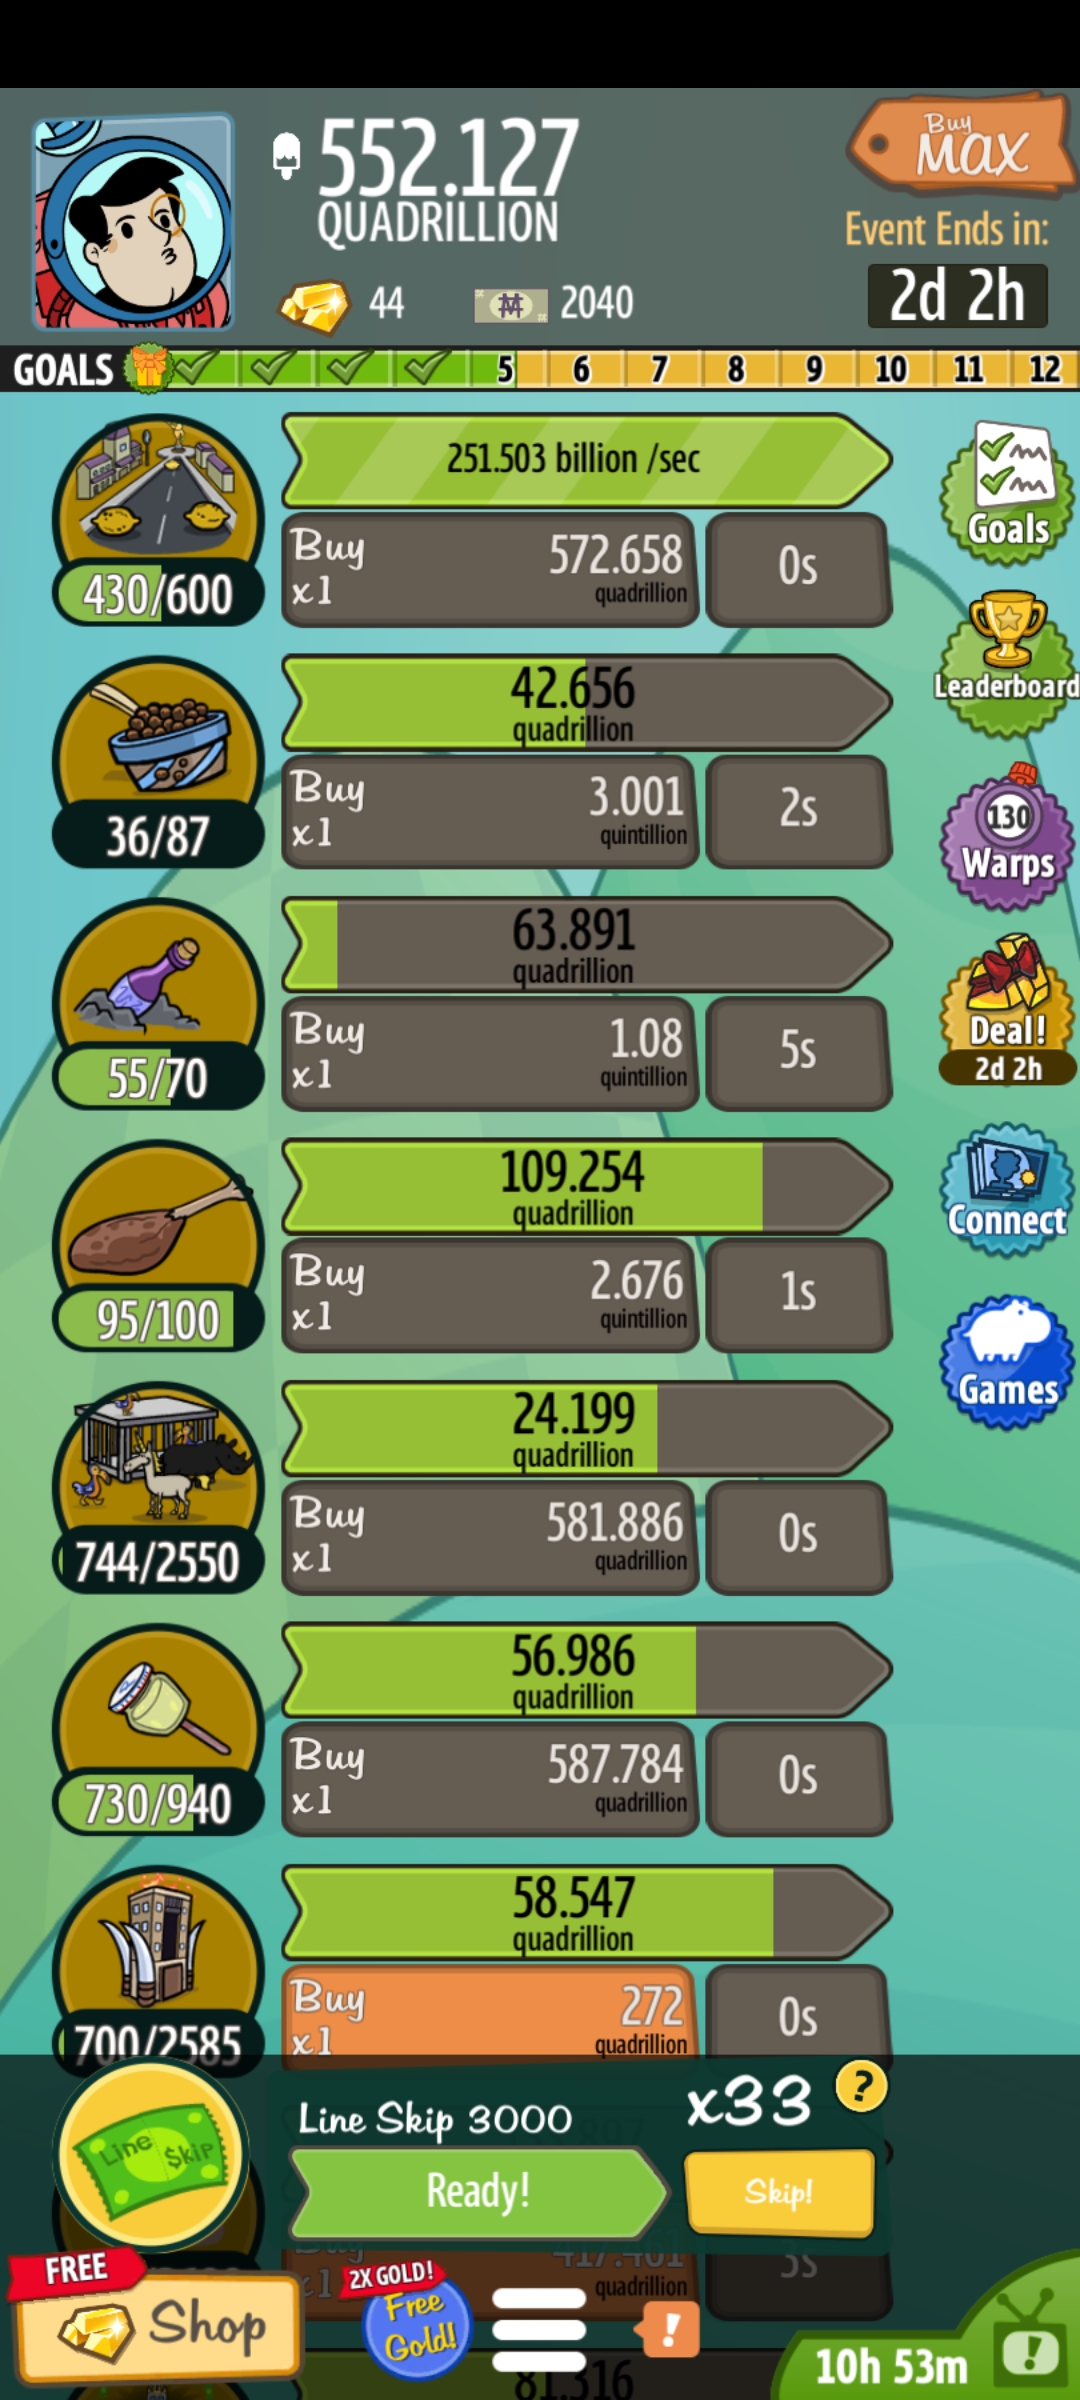 552.127
QUADRILLION
Buy
MAX
Event Ends in:
2d 2h
44
2040
GOALS
5 6 7 8 9 10 11 12
251.503 billion /sec
Buy
x1
572.658
quadrillion
0s
430/600
Goals
42.656
quadrillion
Buy
x1
3.001
quintillion
2s
36/87
Leaderboard
63.891
quadrillion
Buy
x1
1.08
quintillion
5s
55/70
130
Warps
109.254
quadrillion
Buy
x1
2.676
quintillion
1s
95/100
Deal!
2d 2h
24.199
quadrillion
Buy
x1
581.886
quadrillion
0s
744/2550
Connect
56.986
quadrillion
Buy
x1
587.784
quadrillion
0s
730/940
Games
58.547
quadrillion
Buy
x1
272
quadrillion
0s
700/2585
Line Skip
Line Skip 3000
x33
?
Ready!
Skip!
Buy
x1
417.461
quadrillion
3s
FREE
Shop
2X GOLD!
Free
Gold!
!
81.316
10h 53m
!